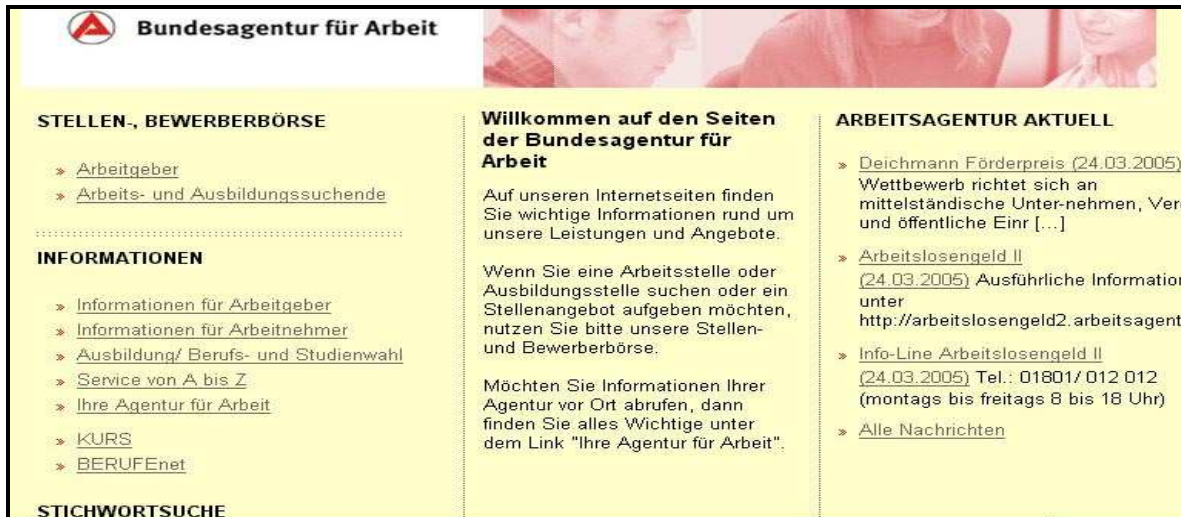 Bundesagentur für Arbeit
STELLEN-, BEWERBERBÖRSE
» Arbeitgeber
» Arbeits- und Ausbildungssuchende
INFORMATIONEN
» Informationen für Arbeitgeber
» Informationen für Arbeitnehmer
» Ausbildung/ Berufs- und Studienwahl
» Service von A bis Z
» Ihre Agentur für Arbeit
» KURS
» BERUFEnet
STICHWORTSUCHE
Willkommen auf den Seiten
der Bundesagentur für
Arbeit
Auf unseren Internetseiten finden
Sie wichtige Informationen rund um
unsere Leistungen und Angebote.
Wenn Sie eine Arbeitsstelle oder
Ausbildungsstelle suchen oder ein
Stellenangebot aufgeben möchten,
nutzen Sie bitte unsere Stellen-
und Bewerberbörse.
Möchten Sie Informationen Ihrer
Agentur vor Ort abrufen, dann
finden Sie alles Wichtige unter
dem Link "Ihre Agentur für Arbeit".
ARBEITSAGENTUR AKTUELL
» Deichmann Förderpreis (24.03.2005)
Wettbewerb richtet sich an
mittelständische Unter-nehmen,
und öffentliche Einr [...]
» Arbeitslosengeld II
(24.03.2005) Ausführliche
unter
http://arbeitslosengeld2.arbeitsagent
» Info-Line Arbeitslosengeld II
(24.03.2005) Tel.: 01801/ 012 012
(montags bis freitags 8 bis 18 Uhr)
» Alle Nachrichten